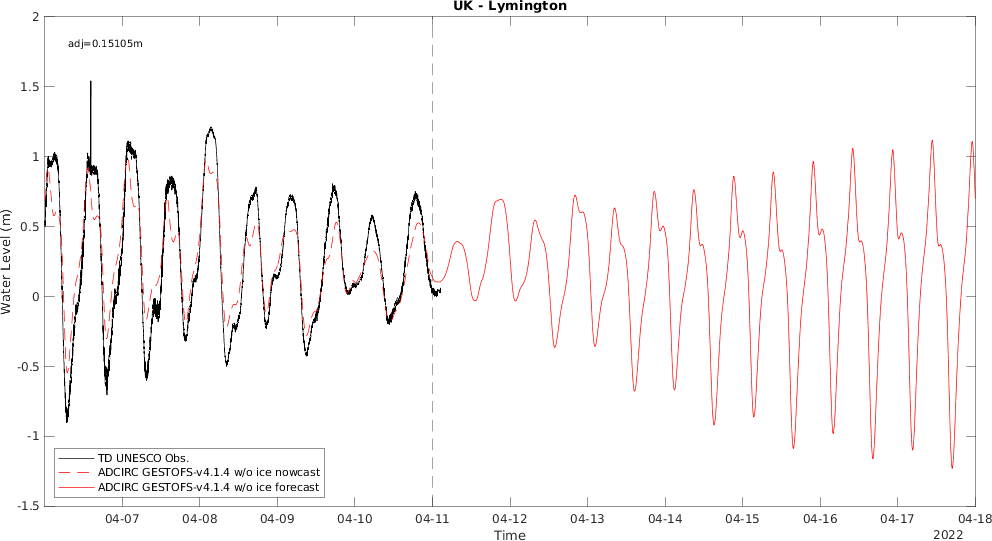 UK - Lymington
adj=0.15105m
Water Level (m)
2
1.5
1
0.5
0
-0.5
-1
-1.5
TD UNESCO Obs.
ADCIRC GESTOFS-v4.1.4 w/o ice nowcast
ADCIRC GESTOFS-v4.1.4 w/o ice forecast
04-07 04-08 04-09 04-10 04-11 04-12 04-13 04-14 04-15 04-16 04-17 04-18
Time
2022